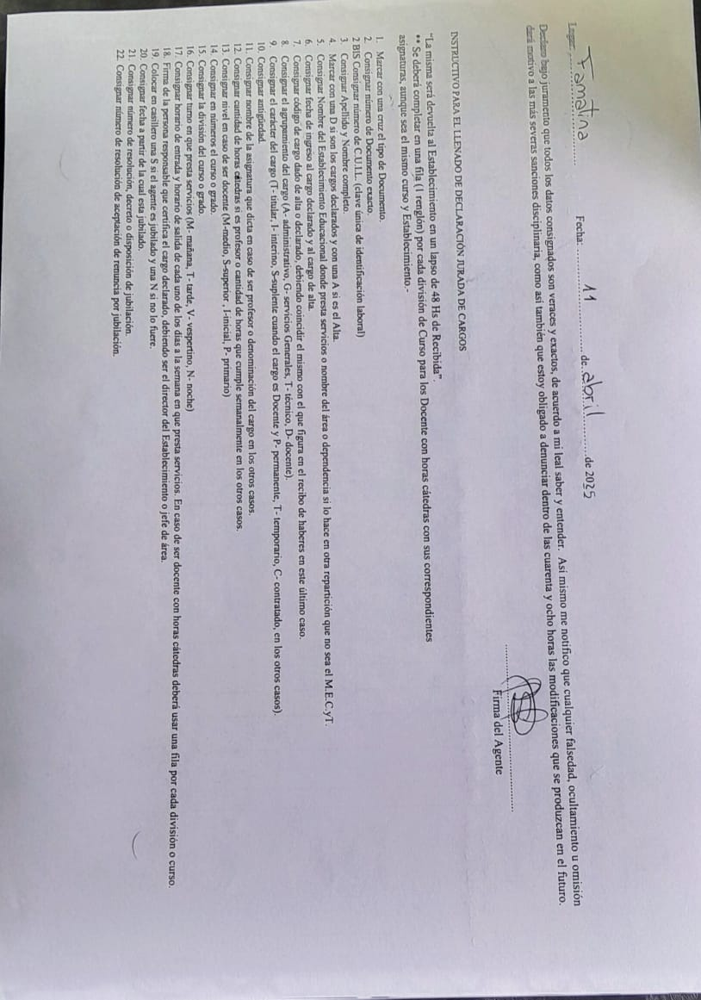 Lugar: Famatina Fecha: 11 de abril de 2025
Declaro bajo juramento que todos los datos consignados son veraces y exactos, de acuerdo a mi leal saber y entender. Así mismo me notifico que cualquier falsedad, ocultamiento u omisión
dará motivo a las más severas sanciones disciplinaria, como así también que estoy obligado a denunciar dentro de las cuarenta y ocho horas las modificaciones que se produzcan en el futuro.
Firma del Agente
INSTRUCTIVO PARA EL LLENADO DE DECLARACIÓN JURADA DE CARGOS
"La misma será devuelta al Establecimiento en un lapso de 48 Hs de Recibida".
** Se deberá completar en una fila (1 renglón) por cada división de Curso para los Docente con horas cátedras con sus correspondientes
asignaturas, aunque sea el mismo curso y Establecimiento.-
1. Marcar con una cruz el tipo de Documento.
2. Consignar número de Documento exacto.
2 BIS Consignar número de C.U.I.L. (clave única de identificación laboral)
3. Consignar Apellido y Nombre completo.
4. Marcar con una D si son los cargos declarados y con una A si es el Alta.
5. Consignar Nombre del Establecimiento Educacional donde presta servicios o nombre del área o dependencia si lo hace en otra repartición que no sea el M.E.C.yT.
6. Consignar fecha de ingreso al cargo declarado y al cargo de alta.
7. Consignar código de cargo dado de alta o declarado, debiendo coincidir el mismo con el que figura en el recibo de haberes en este último caso.
8. Consignar el agrupamiento del cargo (A- administrativo, G- servicios Generales, T- técnico, D- docente).
9. Consignar el carácter del cargo (T- titular, I- interino, S-suplente cuando el cargo es Docente y P- permanente, T- temporario, C- contratado, en los otros casos).
10. Consignar antigüedad.
11. Consignar nombre de la asignatura que dicta en caso de ser profesor o denominación del cargo en los otros casos.
12. Consignar cantidad de horas cátedras si es profesor o cantidad de horas que cumple semanalmente en los otros casos.
13. Consignar nivel en caso de ser docente (M-medio, S-superior , I-inicial, P- primario)
14. Consignar en números el curso o grado.
15. Consignar la división del curso o grado.
16. Consignar turno en que presta servicios (M- mañana, T- tarde, V- vespertino, N- noche)
17. Consignar horario de entrada y horario de salida de cada uno de los días a la semana en que presta servicios. En caso de ser docente con horas cátedras deberá usar una fila por cada división o curso.
18. Firma de la persona responsable que certifica el cargo declarado, debiendo ser el director del Establecimiento o jefe de área.
19. Colocar en casillero una S si el agente es jubilado y una N si no lo fuere.
20. Consignar fecha a partir de la cual esta jubilado.
21. Consignar número de resolución, decreto o disposición de jubilación.
22. Consignar número de resolución de aceptación de renuncia por jubilación.